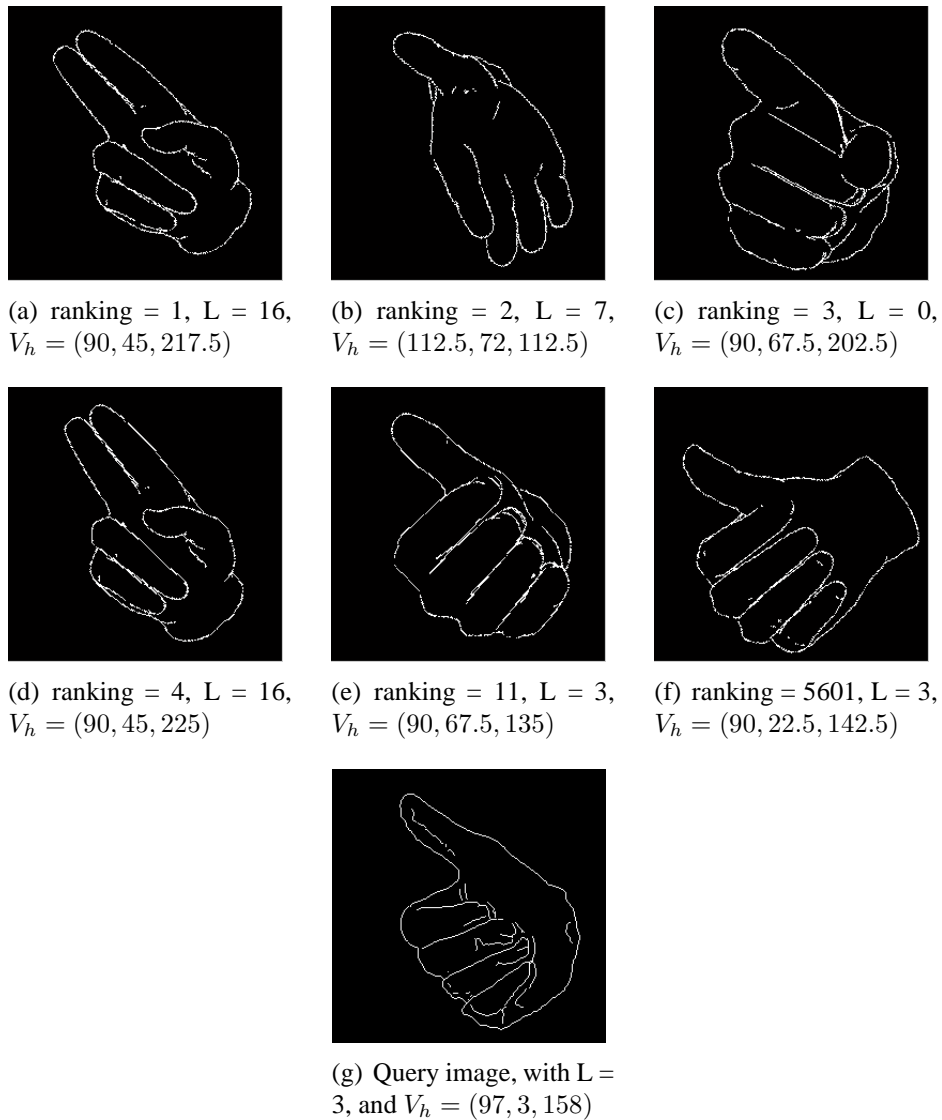 (a) ranking = 1, L = 16,
V_h = (90, 45, 217.5)
(b) ranking = 2, L = 7,
V_h = (112.5, 72, 112.5)
(c) ranking = 3, L = 0,
V_h = (90, 67.5, 202.5)
(d) ranking = 4, L = 16,
V_h = (90, 45, 225)
(e) ranking = 11, L = 3,
V_h = (90, 67.5, 135)
(f) ranking = 5601, L = 3,
V_h = (90, 22.5, 142.5)
(g) Query image, with L =
3, and V_h = (97, 3, 158)